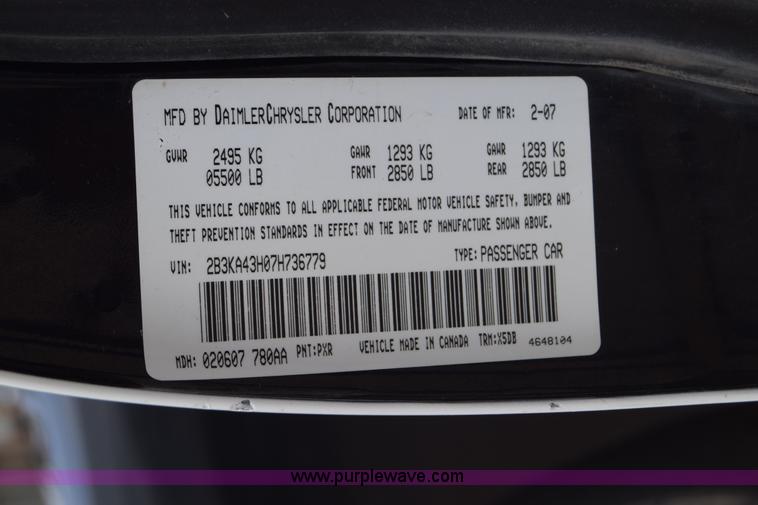 MFD BY DAIMLERCHRYSLER CORPORATION DATE OF MFR: 2-07
GVWR 2495 KG GAWR 1293 KG GAWR 1293 KG
05500 LB FRONT 2850 LB REAR 2850 LB
THIS VEHICLE CONFORMS TO ALL APPLICABLE FEDERAL MOTOR VEHICLE SAFETY, BUMPER AND
THEFT PREVENTION STANDARDS IN EFFECT ON THE DATE OF MANUFACTURE SHOWN ABOVE.
VIN: 2B3KA43H07H736779 TYPE: PASSENGER CAR
MDH: 020607 780AA PNT: PXR VEHICLE MADE IN CANADA TRM: X5DB 4648104
www.purplewave.com